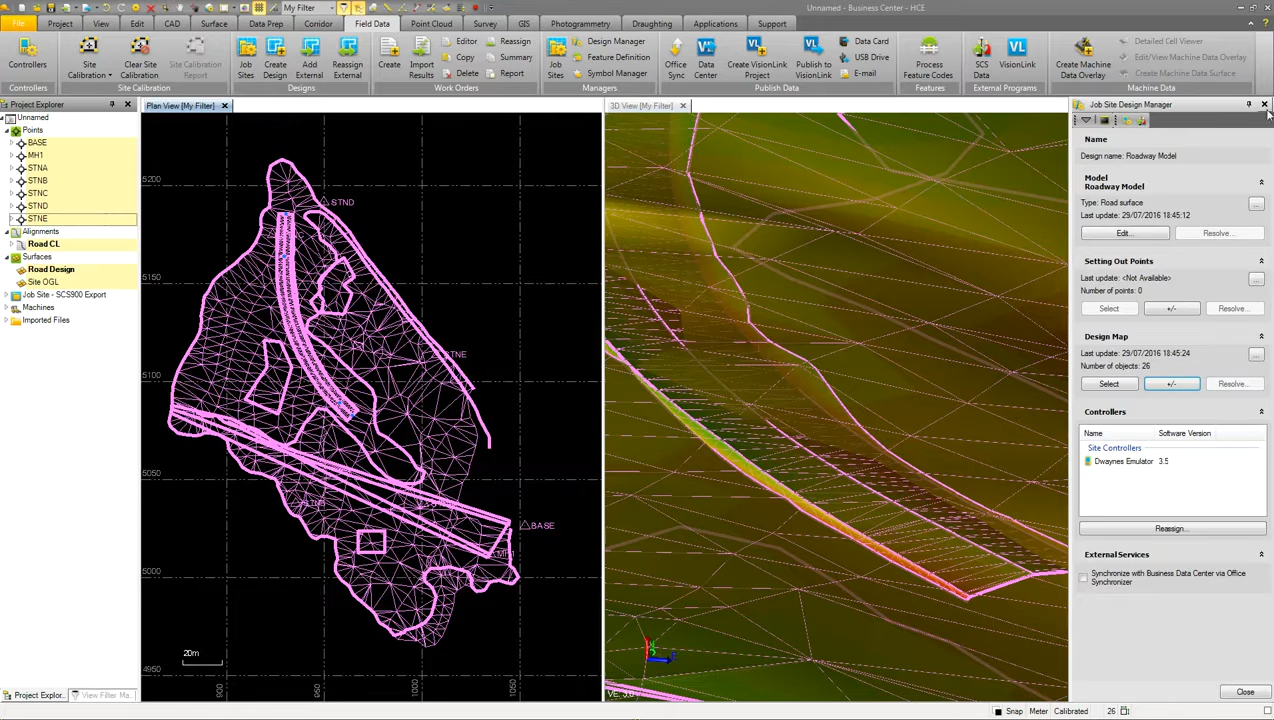 Unnamed - Business Center - HCE
My Filter
File Project View Edit CAD Surface Data Prep Corridor Field Data Point Cloud Survey GIS Photogrammetry Draughting Applications Support
Controllers
Site Calibration
Clear Site Calibration
Site Calibration Report
Job Sites
Create Design
Add External
Reassign External
Create
Import Results
Editor
Copy
Delete
Reassign
Summary
Report
Job Sites
Design Manager
Feature Definition
Symbol Manager
Office Sync
Data Center
Create VisionLink Project
Publish to VisionLink
Data Card
USB Drive
E-mail
Process Feature Codes
SCS Data
VisionLink
Create Machine Data Overlay
Detailed Cell Viewer
Edit/View Machine Data Overlay
Create Machine Data Surface
Controllers Site Calibration Designs Work Orders Managers Publish Data Features External Programs Machine Data
Project Explorer
Unnamed
Points
BASE
MH1
STNA
STNB
STNC
STND
STNE
Alignments
Road CL
Surfaces
Road Design
Site OGL
Job Site - SCS900 Export
Machines
Imported Files
Project Explor...
View Filter Ma...
Plan View [My Filter]
5200
STND
5150
STNE
5100
5050
BASE
5000
20m
4950
900
950
1000
1050
3D View [My Filter]
Job Site Design Manager
Name
Design name: Roadway Model
Model
Roadway Model
Type: Road surface
Last update: 29/07/2016 18:45:12
...
Edit...
Resolve...
Setting Out Points
Last update: <Not Available>
Number of points: 0
...
Select
+/-
Resolve...
Design Map
Last update: 29/07/2016 18:45:24
Number of objects: 26
...
Select
+/-
Resolve...
Controllers
Name Software Version
Site Controllers
Dwaynes Emulator 3.5
Reassign...
External Services
Synchronize with Business Data Center via Office
Synchronizer
Close
Snap Meter Calibrated 26